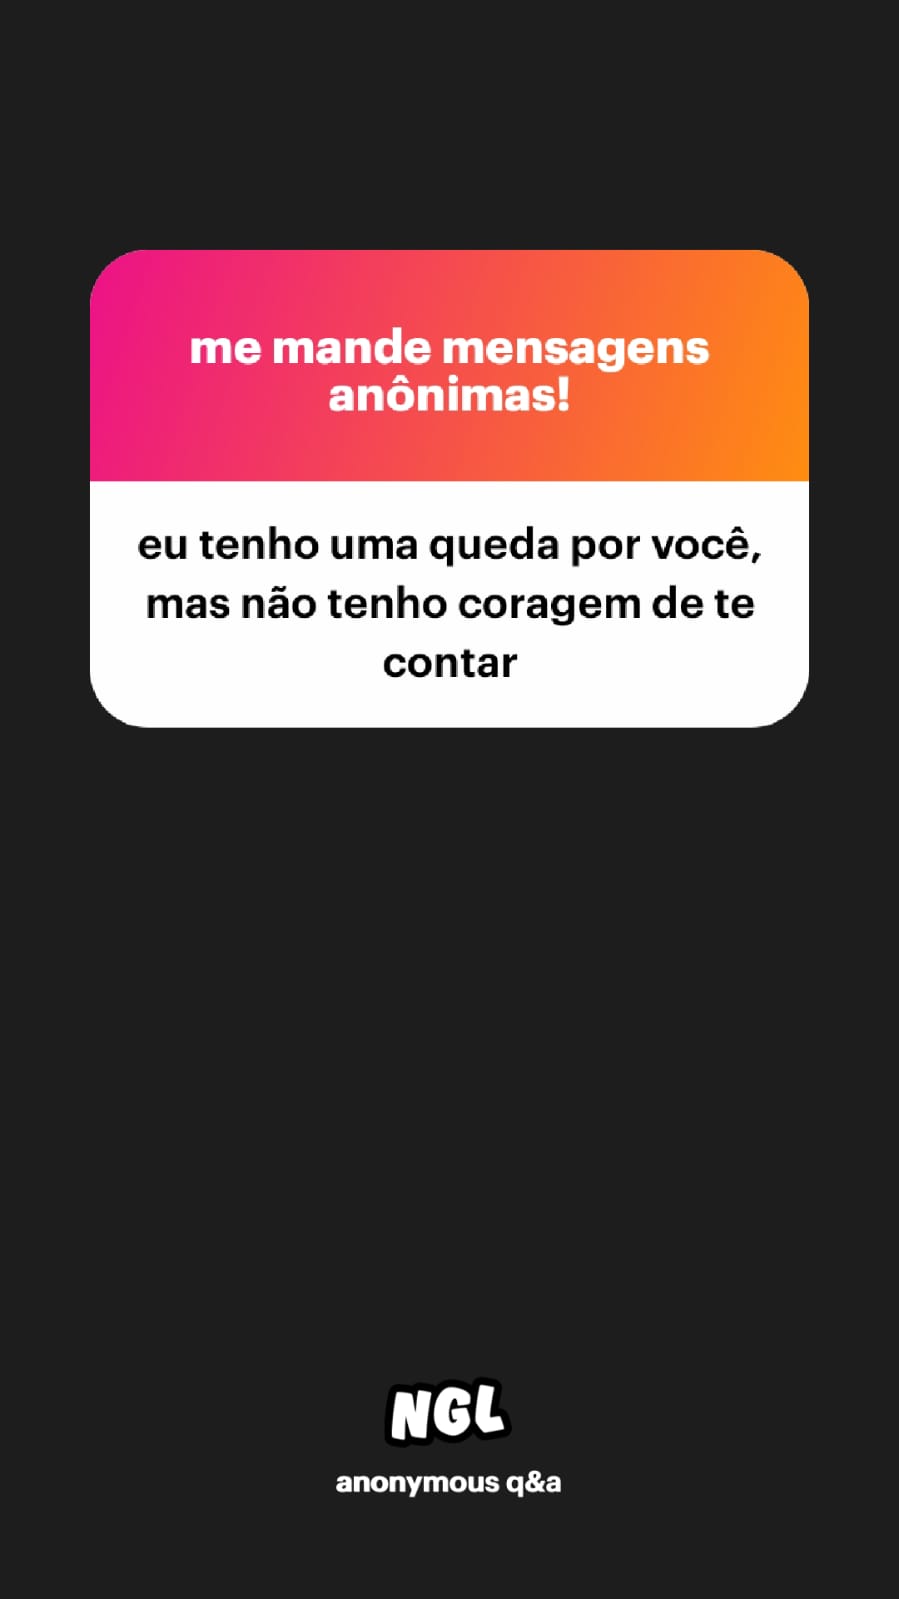 me mande mensagens
anônimas!
eu tenho uma queda por você,
mas não tenho coragem de te
contar
NGL
anonymous q&a